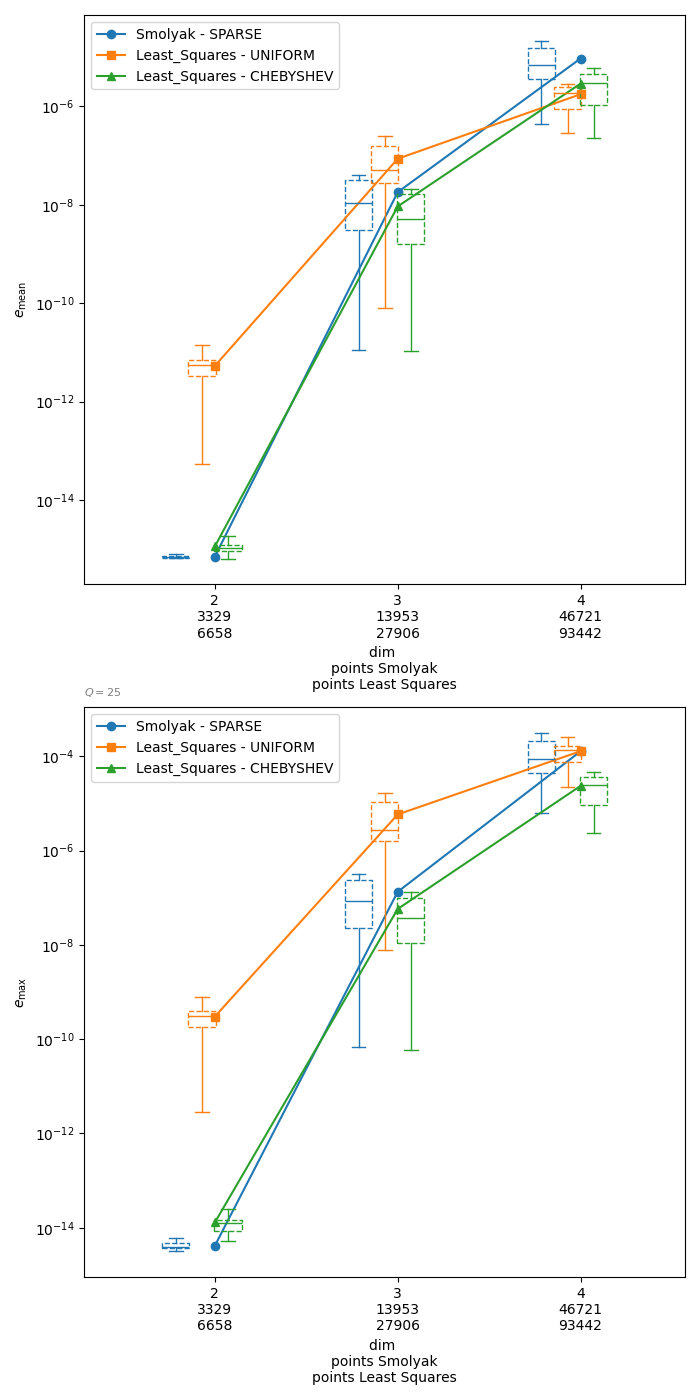 Smolyak - SPARSE
Least_Squares - UNIFORM
Least_Squares - CHEBYSHEV
10⁻⁶
10⁻⁸
10⁻¹⁰
10⁻¹²
10⁻¹⁴
e_mean
2 3 4
3329 13953 46721
6658 27906 93442
dim
points Smolyak
points Least Squares
Q = 25
Smolyak - SPARSE
Least_Squares - UNIFORM
Least_Squares - CHEBYSHEV
10⁻⁴
10⁻⁶
10⁻⁸
10⁻¹⁰
10⁻¹²
10⁻¹⁴
e_max
2 3 4
3329 13953 46721
6658 27906 93442
dim
points Smolyak
points Least Squares